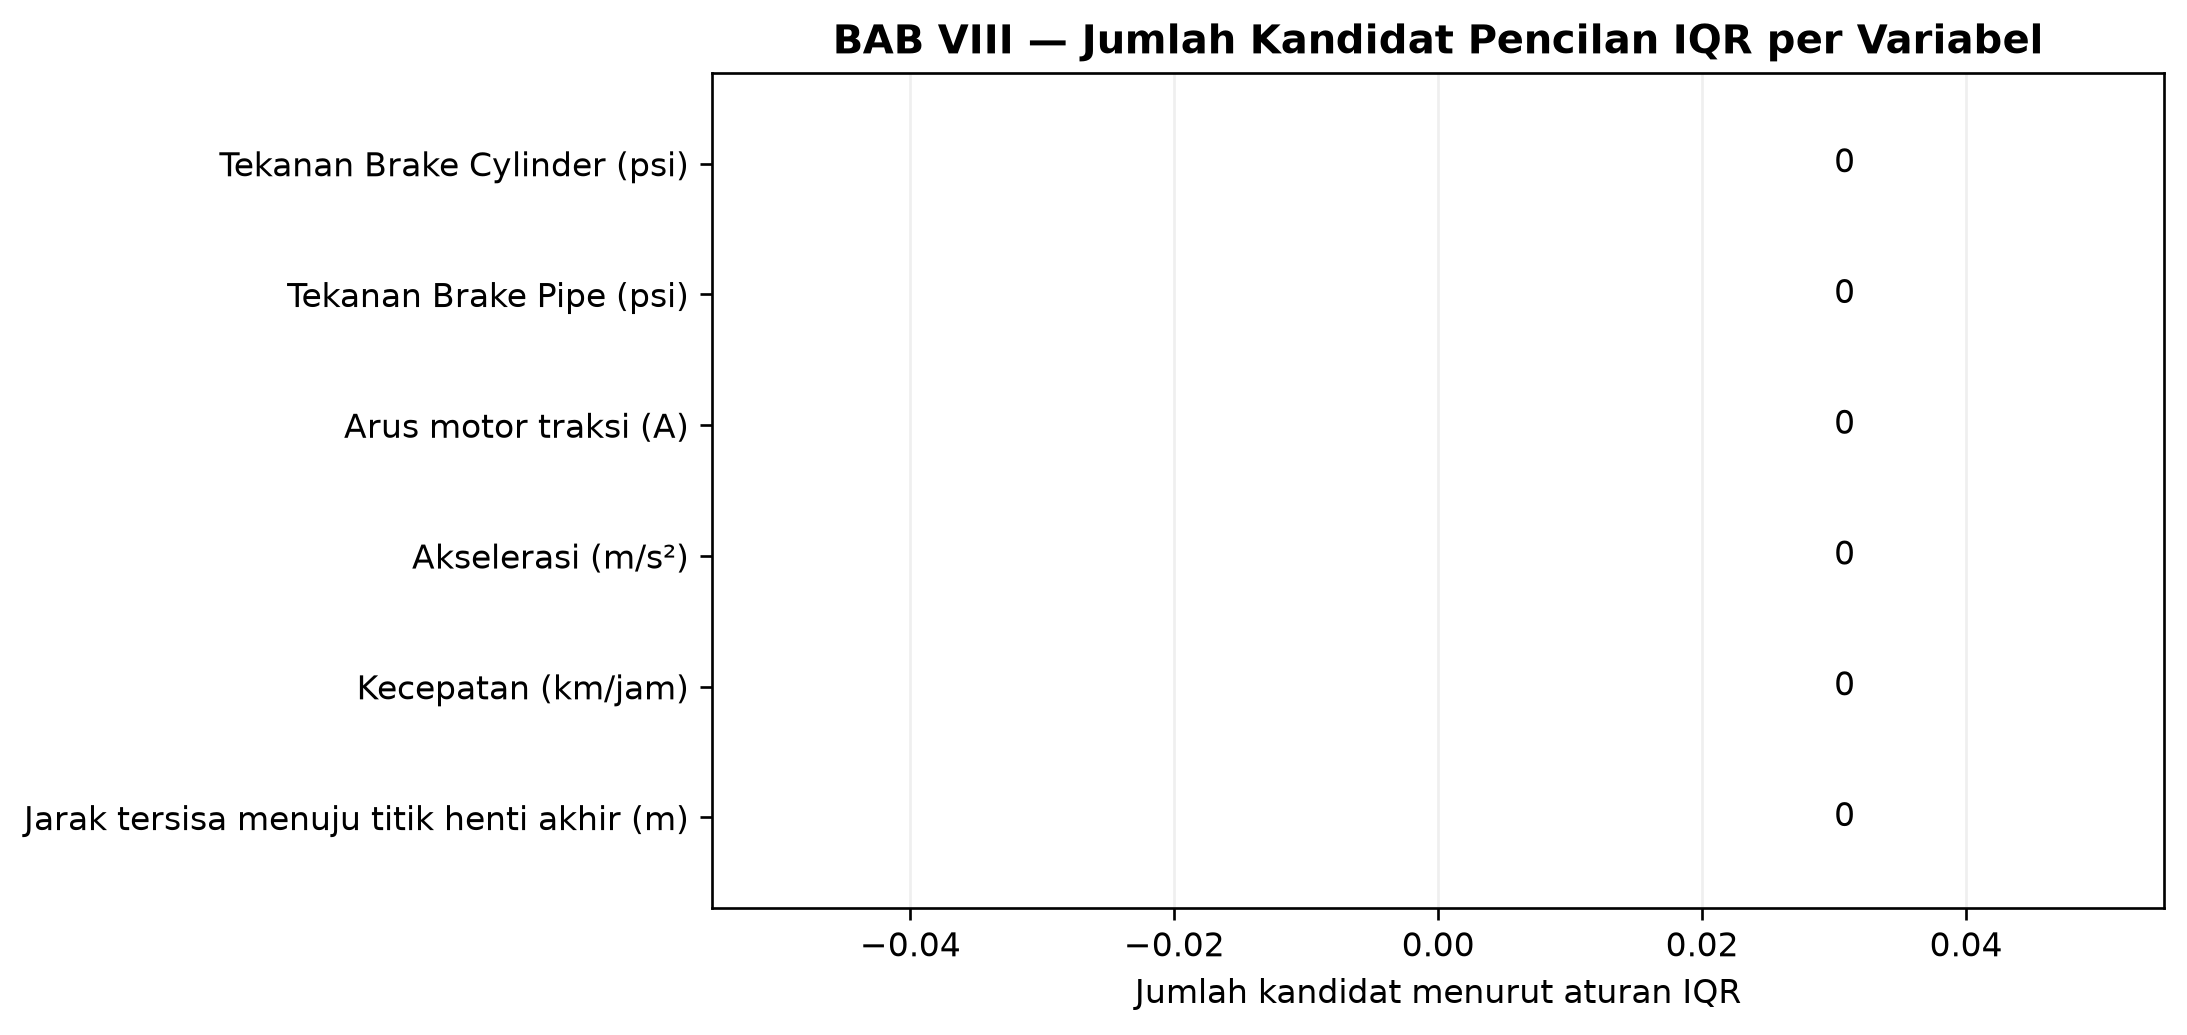 BAB VIII — Jumlah Kandidat Pencilan IQR per Variabel
Tekanan Brake Cylinder (psi) 0
Tekanan Brake Pipe (psi) 0
Arus motor traksi (A) 0
Akselerasi (m/s²) 0
Kecepatan (km/jam) 0
Jarak tersisa menuju titik henti akhir (m) 0
−0.04 −0.02 0.00 0.02 0.04
Jumlah kandidat menurut aturan IQR